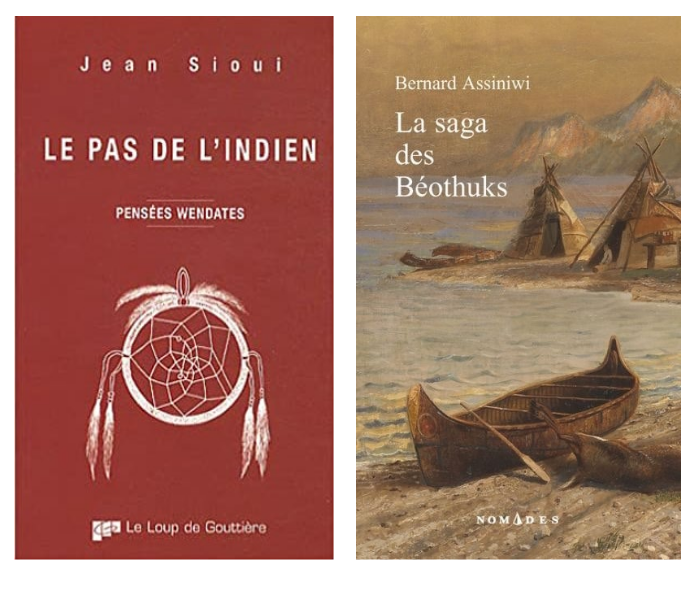 Jean Sioui
LE PAS DE L'INDIEN
PENSÉES WENDATES
Le Loup de Gouttière
Bernard Assiniwi
La saga
des
Béothuks
NOMADES